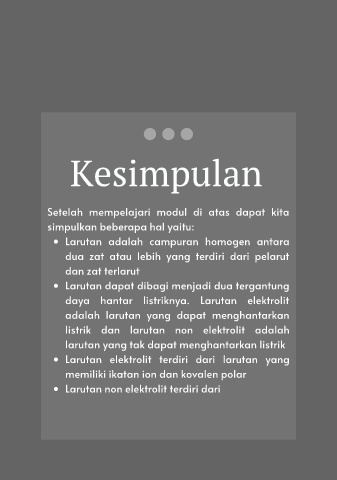 Kesimpulan
Setelah mempelajari modul di atas dapat kita
simpulkan beberapa hal yaitu:
• Larutan adalah campuran homogen antara
dua zat atau lebih yang terdiri dari pelarut
dan zat terlarut
• Larutan dapat dibagi menjadi dua tergantung
daya hantar listriknya. Larutan elektrolit
adalah larutan yang dapat menghantarkan
listrik dan larutan non elektrolit adalah
larutan yang tak dapat menghantarkan listrik
• Larutan elektrolit terdiri dari larutan yang
memiliki ikatan ion dan kovalen polar
• Larutan non elektrolit terdiri dari